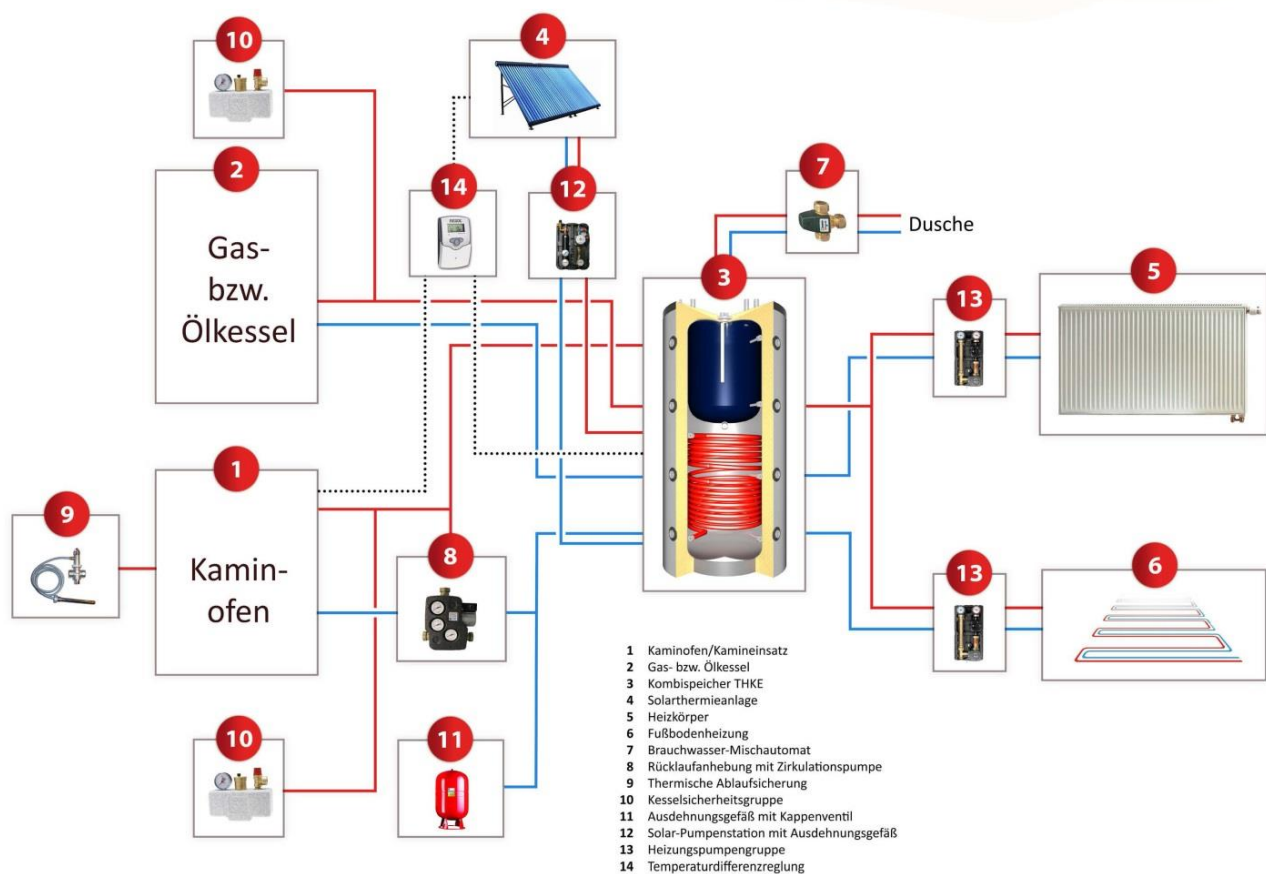 10
4
2
14
12
7
Dusche
Gas-
bzw.
Ölkessel
3
13
5
1
9
Kamin-
ofen
8
13
6
10
11
1 Kaminofen/Kamineinsatz
2 Gas- bzw. Ölkessel
3 Kombispeicher THKE
4 Solarthermieanlage
5 Heizkörper
6 Fußbodenheizung
7 Brauchwasser-Mischautomat
8 Rücklaufanhebung mit Zirkulationspumpe
9 Thermische Ablaufsicherung
10 Kesselsicherheitsgruppe
11 Ausdehnungsgefäß mit Kappenventil
12 Solar-Pumpenstation mit Ausdehnungsgefäß
13 Heizungspumpengruppe
14 Temperaturdifferenzreglung